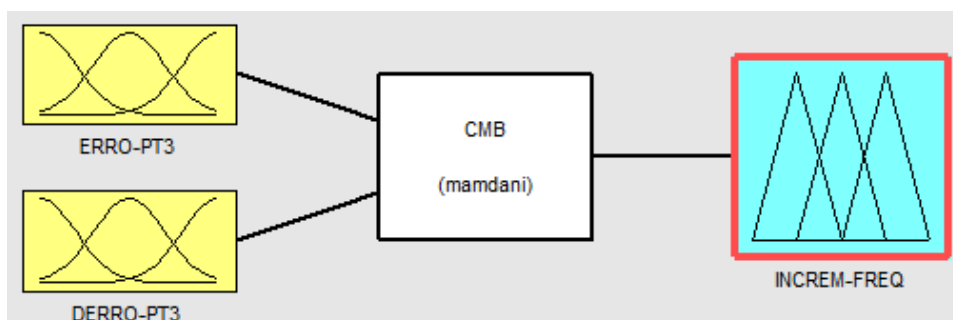 ERRO-PT3
DERRO-PT3
CMB
(mamdani)
INCREM-FREQ